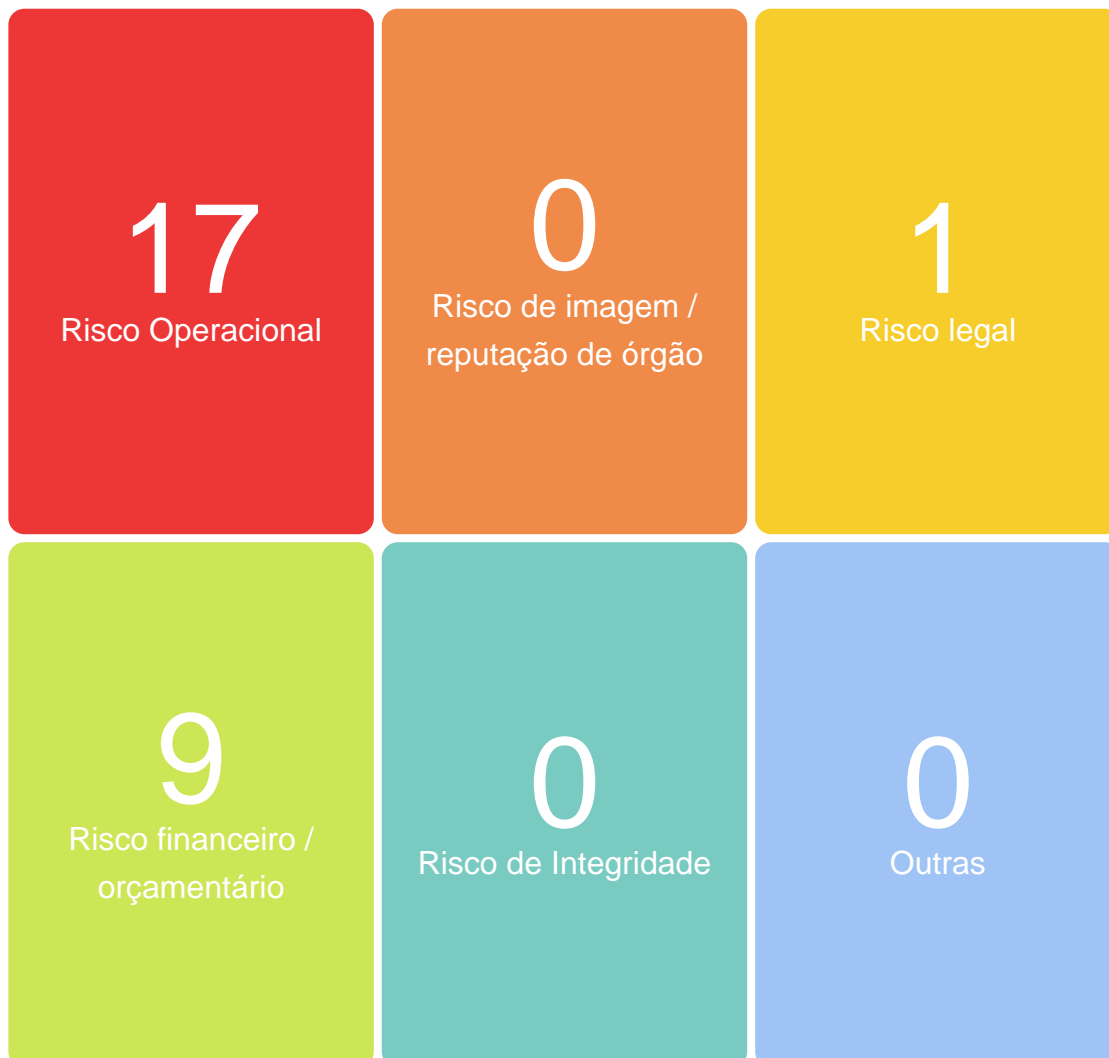 17
Risco Operacional
0
Risco de imagem /
reputação de órgão
1
Risco legal
9
Risco financeiro /
orçamentário
0
Risco de Integridade
0
Outras